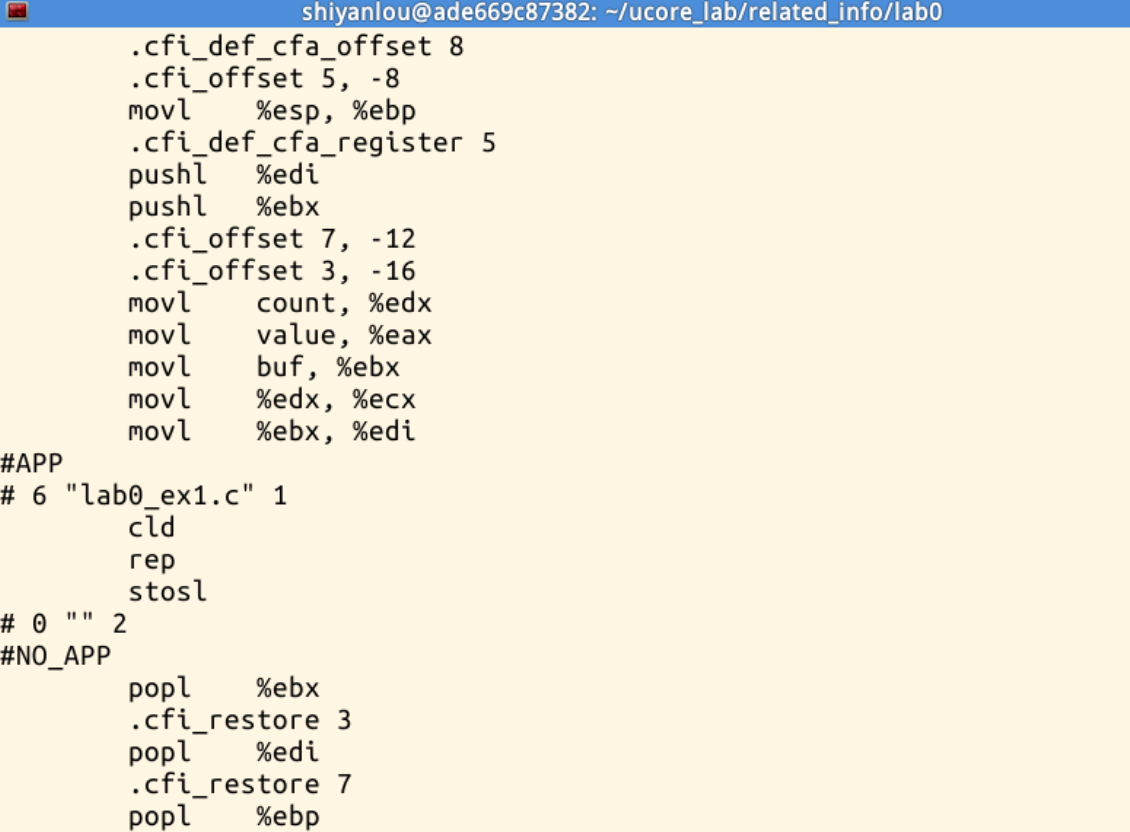 shiyanlou@ade669c87382: ~/ucore_lab/related_info/lab0
        .cfi_def_cfa_offset 8
        .cfi_offset 5, -8
        movl    %esp, %ebp
        .cfi_def_cfa_register 5
        pushl   %edi
        pushl   %ebx
        .cfi_offset 7, -12
        .cfi_offset 3, -16
        movl    count, %edx
        movl    value, %eax
        movl    buf, %ebx
        movl    %edx, %ecx
        movl    %ebx, %edi
#APP
# 6 "lab0_ex1.c" 1
        cld
        rep
        stosl
# 0 "" 2
#NO_APP
        popl    %ebx
        .cfi_restore 3
        popl    %edi
        .cfi_restore 7
        popl    %ebp